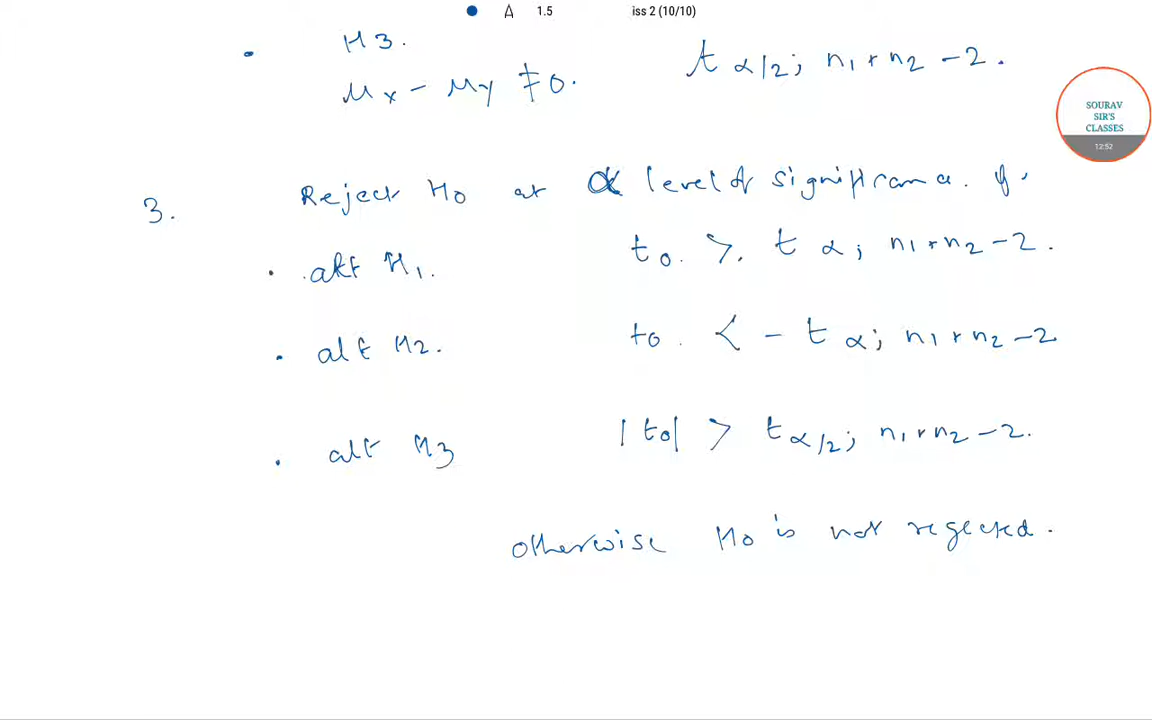 A 1.5 iss 2 (10/10)
H3.
μx - μy ≠ 0. t α/2; n1 + n2 - 2.
SOURAV
SIR'S
CLASSES
12:52
3. Reject H0 at α level of significance. if
. alt H1. t0. >. t α; n1 + n2 - 2.
. alt H2. t0. < - t α; n1 + n2 - 2
. alt H3 |t0| > t α/2; n1 + n2 - 2.
otherwise H0 is not rejected.